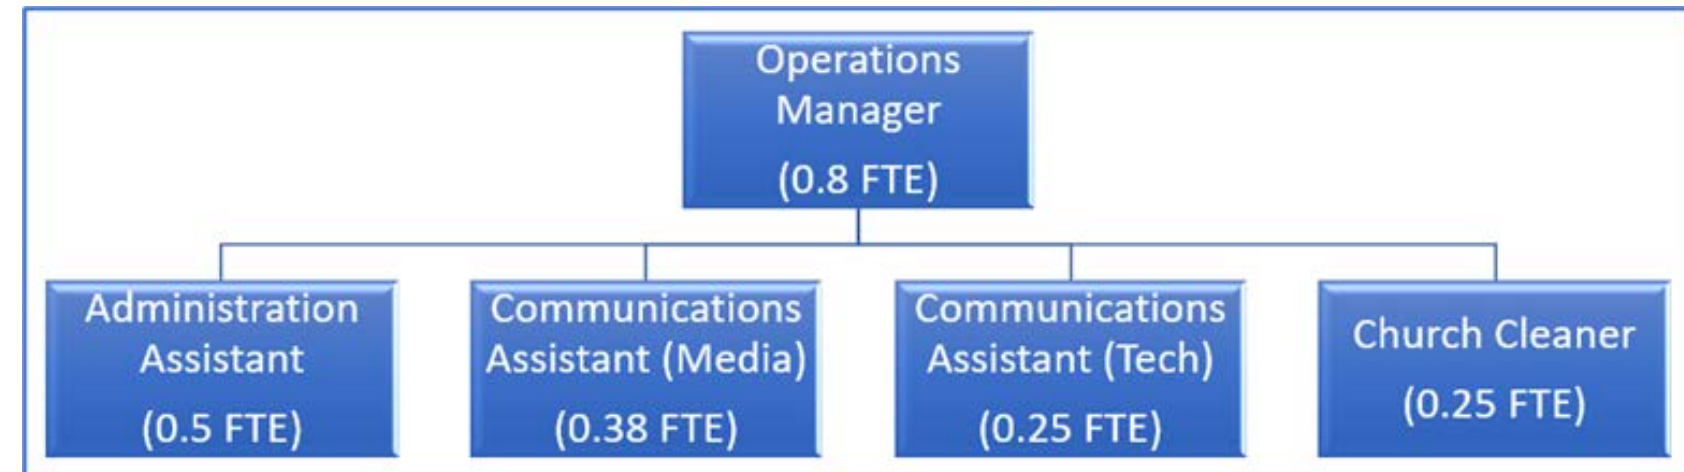 Operations
Manager
(0.8 FTE)
Administration
Assistant
(0.5 FTE)
Communications
Assistant (Media)
(0.38 FTE)
Communications
Assistant (Tech)
(0.25 FTE)
Church Cleaner
(0.25 FTE)